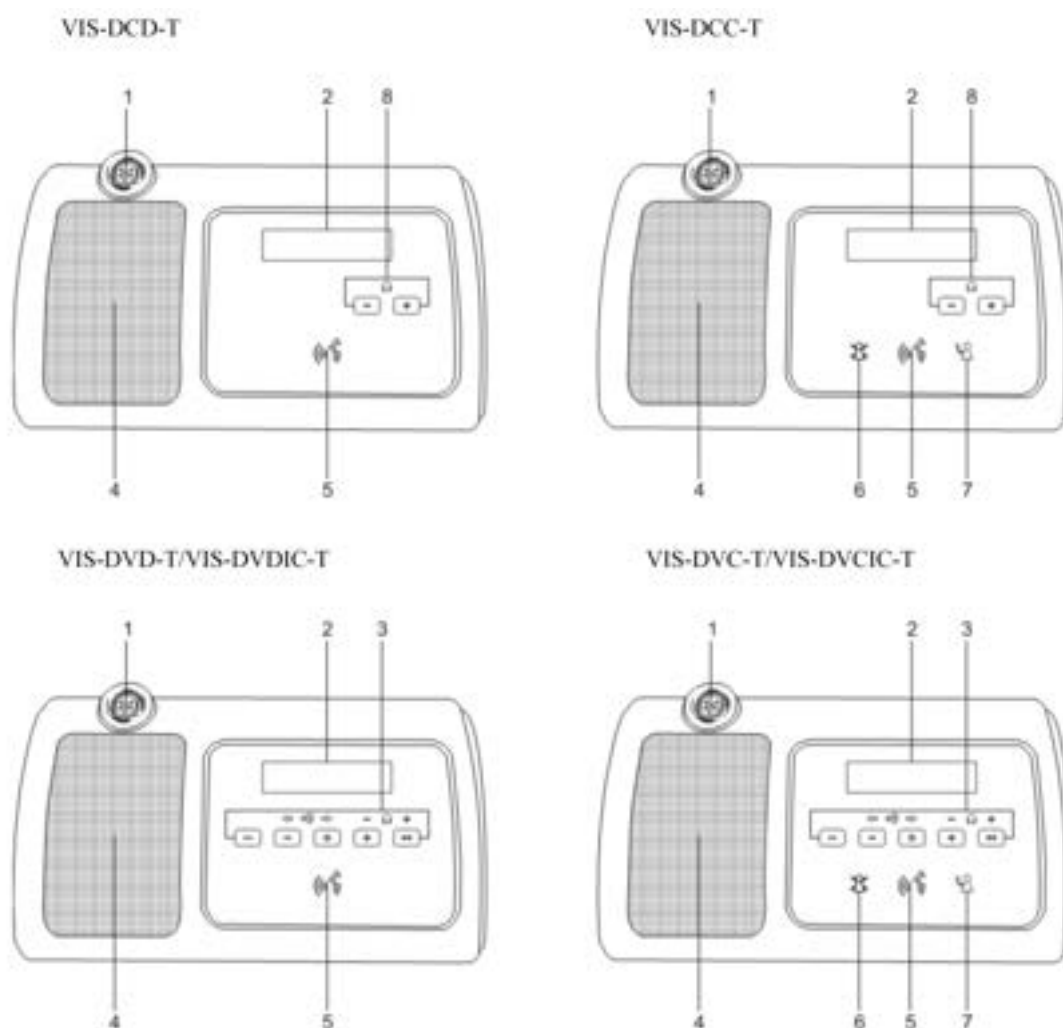 VIS-DCD-T
VIS-DCC-T
1 2 8
1 2 8
- +
- +
4 5
4 6 5 7
VIS-DVD-T/VIS-DVDIC-T
VIS-DVC-T/VIS-DVCIC-T
1 2 3
1 2 3
- +
- +
4 5
4 6 5 7